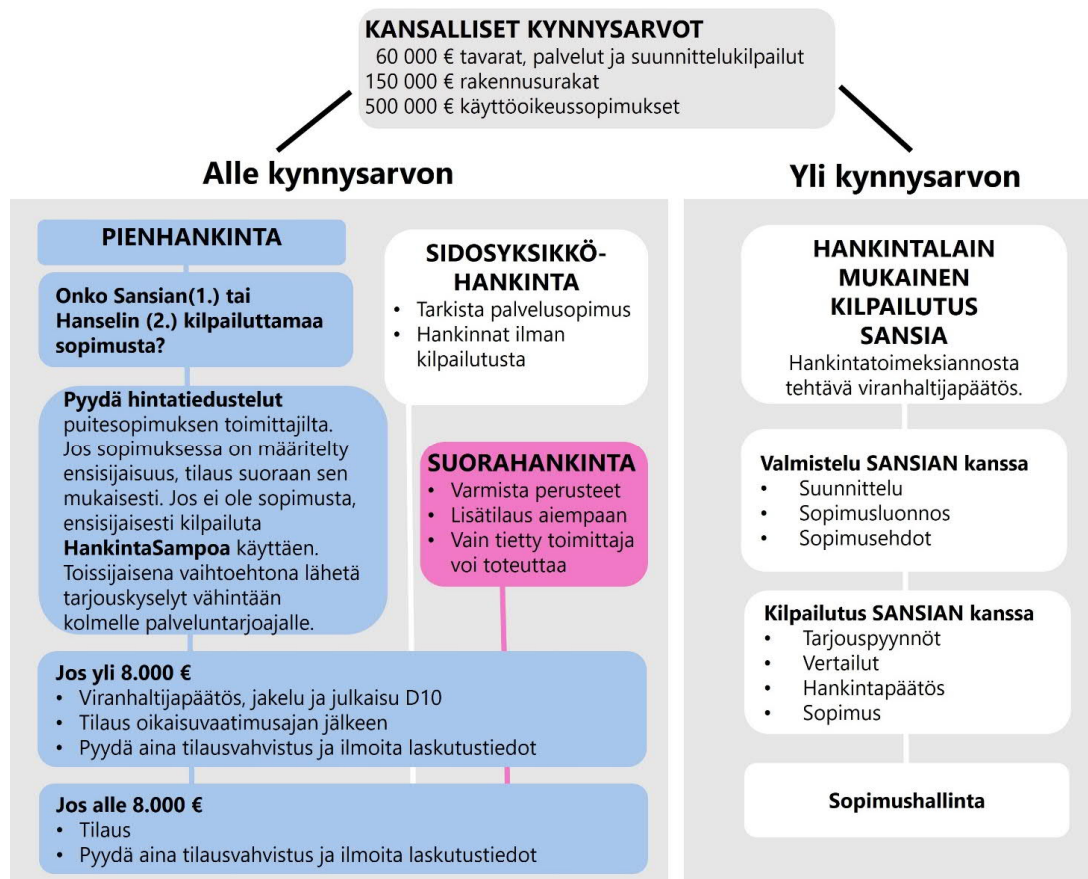 KANSALLISET KYNNYSARVOT
60 000 € tavarat, palvelut ja suunnittelukilpailut
150 000 € rakennusurakat
500 000 € käyttöoikeussopimukset
Alle kynnysarvon
Yli kynnysarvon
PIENHANKINTA
Onko Sansian(1.) tai
Hanselin (2.) kilpailuttamaa
sopimusta?
Pyydä hintatiedustelut
puitesopimuksen toimittajilta.
Jos sopimuksessa on määritelty
ensisijaisuus, tilaus suoraan sen
mukaisesti. Jos ei ole sopimusta,
ensisijaisesti kilpailuta
HankintaSampoa käyttäen.
Toissijaisena vaihtoehtona lähetä
tarjouskyselyt vähintään
kolmelle palveluntarjoajalle.
SIDOSYKSIKKÖ-
HANKINTA
• Tarkista palvelusopimus
• Hankinnat ilman
kilpailutusta
SUORAHANKINTA
• Varmista perusteet
• Lisätilaus aiempaan
• Vain tietty toimittaja
voi toteuttaa
Jos yli 8.000 €
• Viranhaltijapäätös, jakelu ja julkaisu D10
• Tilaus oikaisuvaatimusajan jälkeen
• Pyydä aina tilausvahvistus ja ilmoita laskutustiedot
Jos alle 8.000 €
• Tilaus
• Pyydä aina tilausvahvistus ja ilmoita laskutustiedot
HANKINTALAIN
MUKAINEN
KILPAILUTUS
SANSIA
Hankintatoimeksiannosta
tehtävä viranhaltijapäätös.
Valmistelu SANSIAN kanssa
• Suunnittelu
• Sopimusluonnos
• Sopimusehdot
Kilpailutus SANSIAN kanssa
• Tarjouspyynnöt
• Vertailut
• Hankintapäätös
• Sopimus
Sopimushallinta